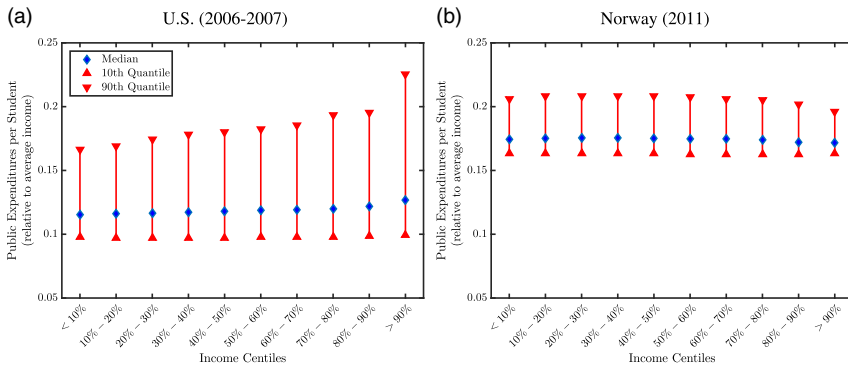 (a)
U.S. (2006-2007)
Public Expenditures per Student
(relative to average income)
0.25
0.2
0.15
0.1
0.05
Median
10th Quantile
90th Quantile
< 10%
10% – 20%
20% – 30%
30% – 40%
40% – 50%
50% – 60%
60% – 70%
70% – 80%
80% – 90%
> 90%
Income Centiles
(b)
Norway (2011)
Public Expenditures per Student
(relative to average income)
0.25
0.2
0.15
0.1
0.05
< 10%
10% – 20%
20% – 30%
30% – 40%
40% – 50%
50% – 60%
60% – 70%
70% – 80%
80% – 90%
> 90%
Income Centiles